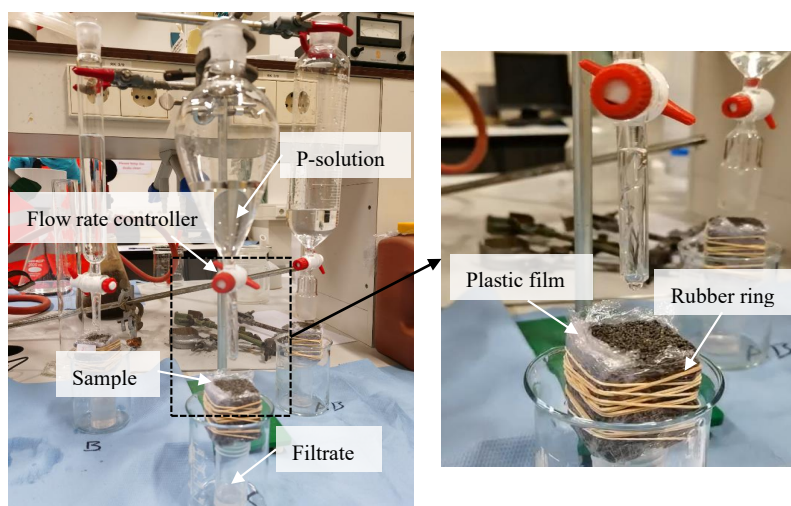 P-solution
Flow rate controller
Sample
Filtrate
Plastic film
Rubber ring
B
A.B